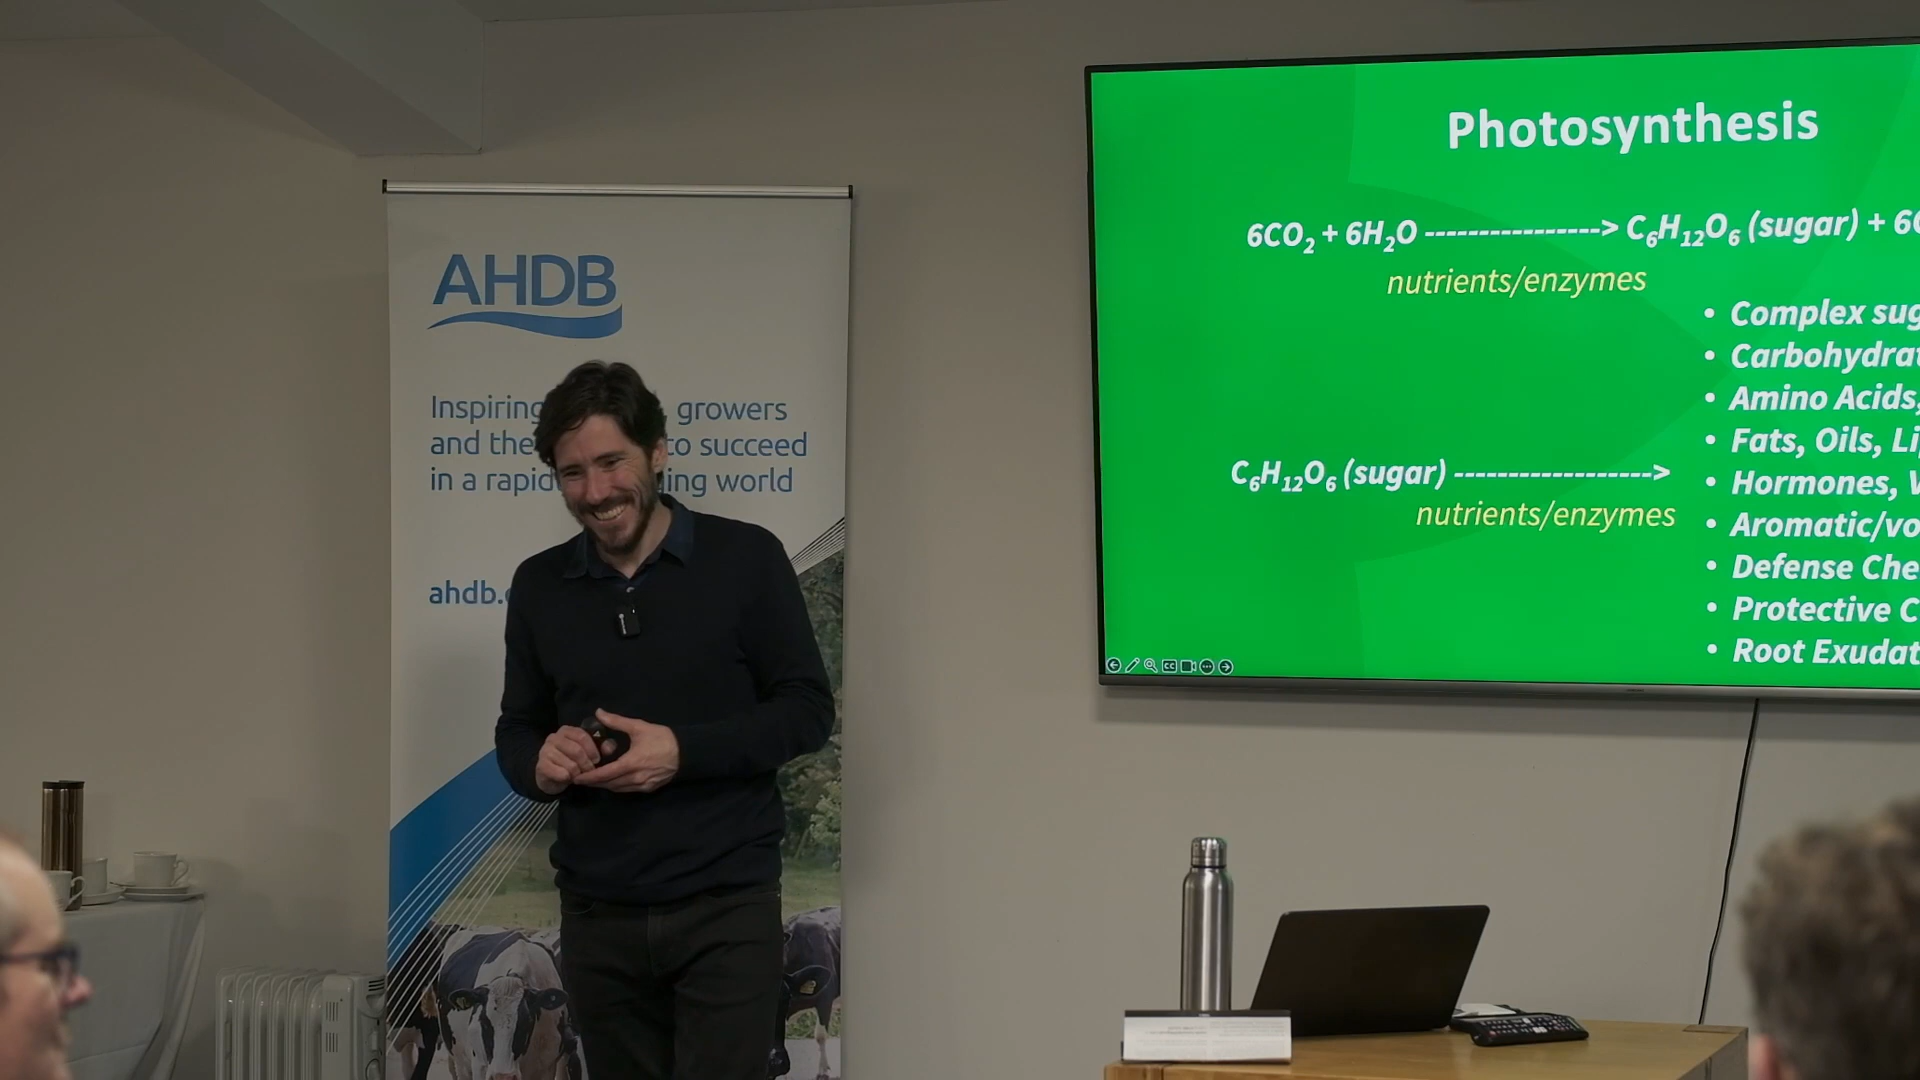 AHDB
Inspiring growers
and the to succeed
in a rapid ing world
ahdb.
Photosynthesis
6CO₂ + 6H₂O ----------------> C₆H₁₂O₆ (sugar) + 6
nutrients/enzymes
• Complex sug
• Carbohydrat
• Amino Acids,
• Fats, Oils, Li
C₆H₁₂O₆ (sugar) ------------------>
• Hormones, V
nutrients/enzymes
• Aromatic/vo
• Defense Che
• Protective C
• Root Exudat